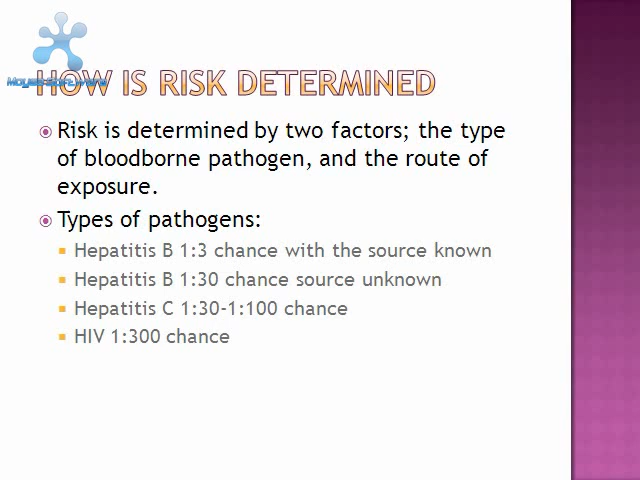 HOW IS RISK DETERMINED
Risk is determined by two factors; the type
of bloodborne pathogen, and the route of
exposure.
Types of pathogens:
Hepatitis B 1:3 chance with the source known
Hepatitis B 1:30 chance source unknown
Hepatitis C 1:30-1:100 chance
HIV 1:300 chance